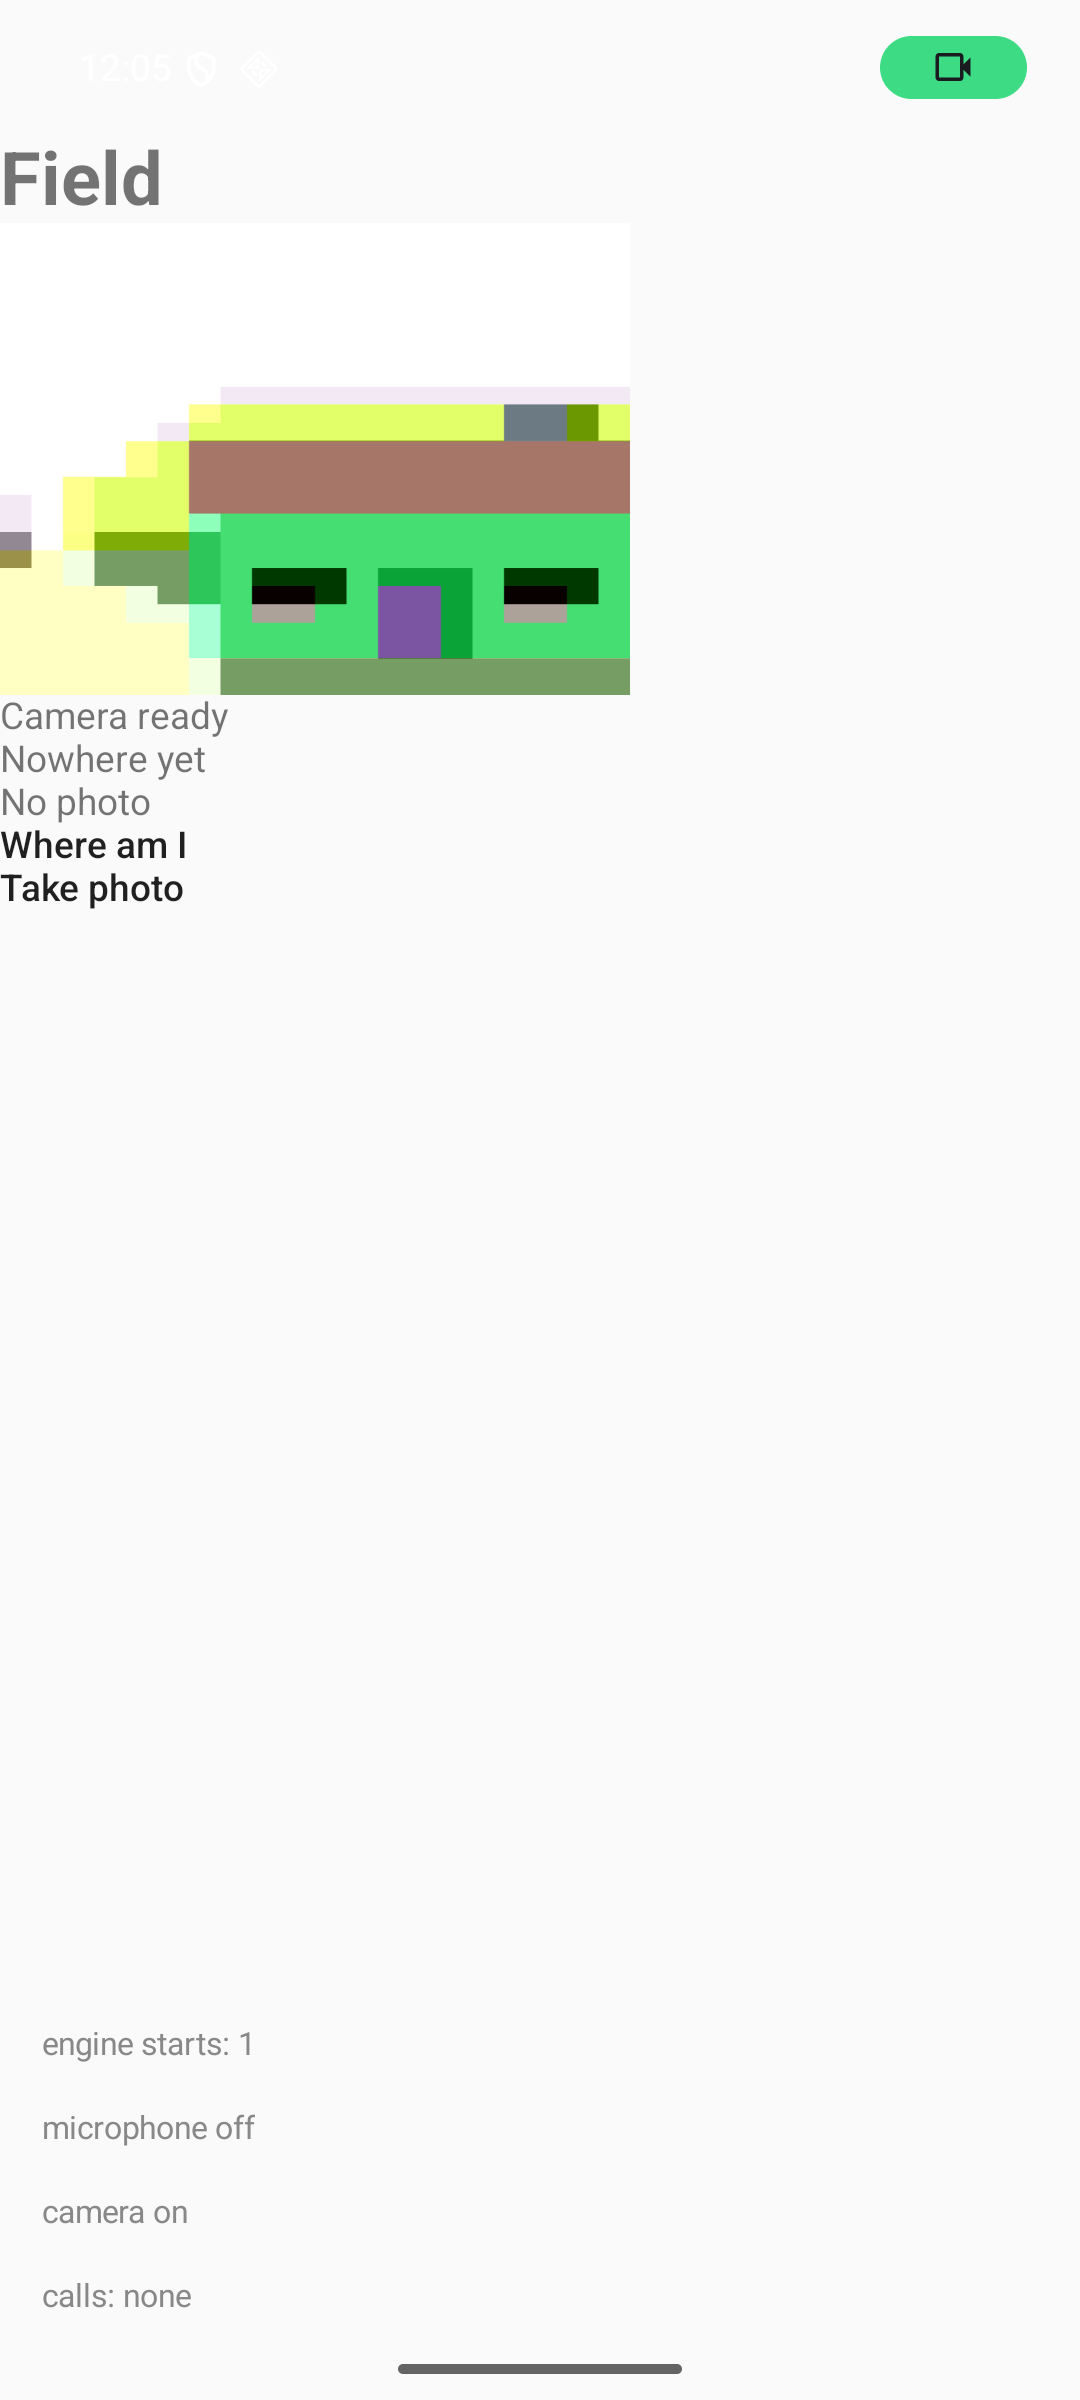 12:05
Field
Camera ready
Nowhere yet
No photo
Where am I
Take photo
engine starts: 1
microphone off
camera on
calls: none